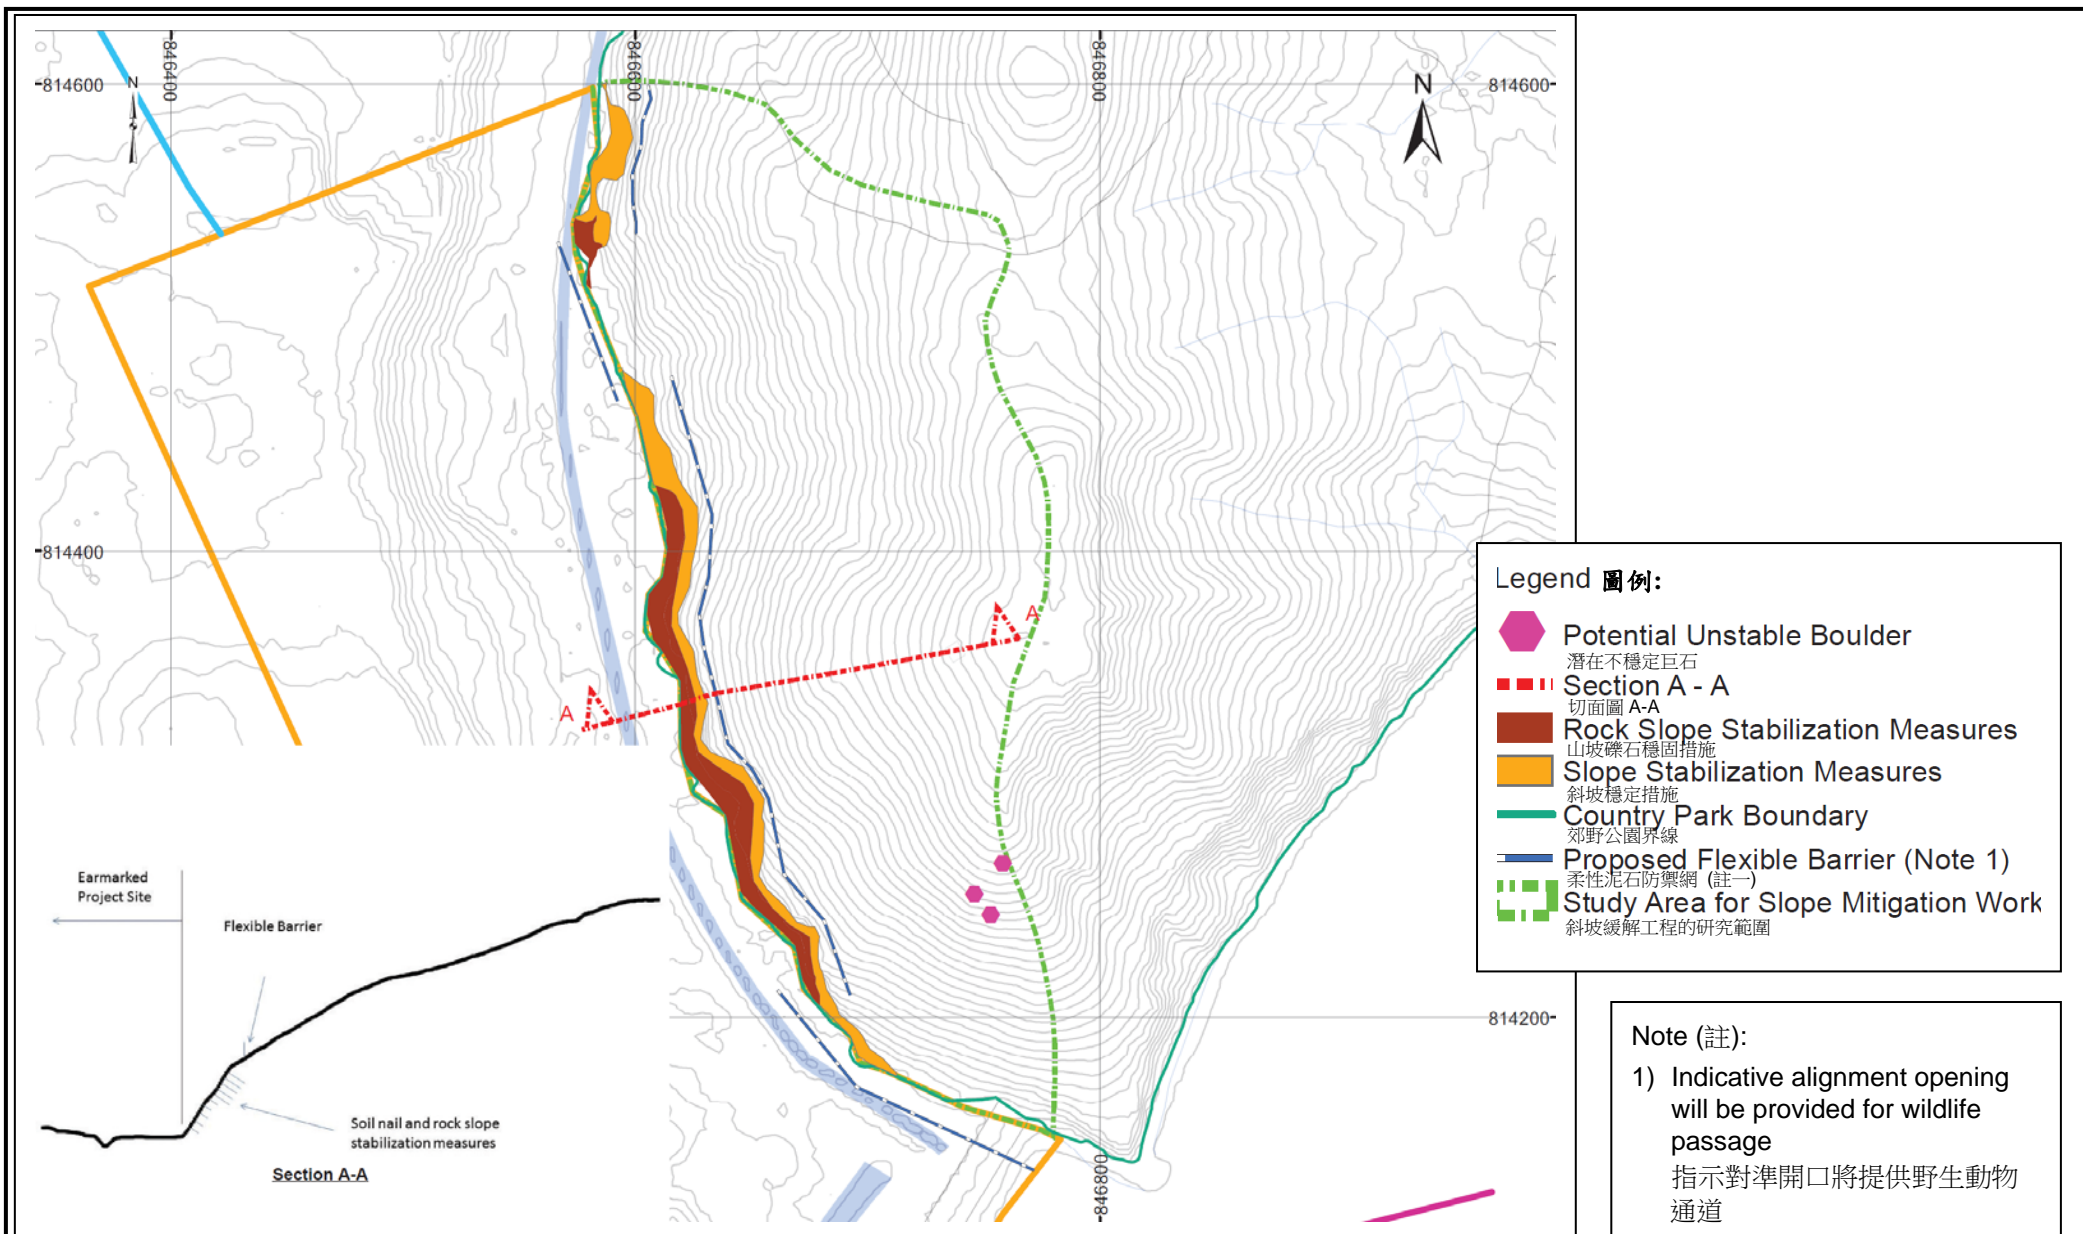 846400
846600
846800
814600
N
N
814600
814400
A
A
814200
846800
Earmarked
Project Site
Flexible Barrier
Soil nail and rock slope
stabilization measures
Section A-A
Legend 圖例:
Potential Unstable Boulder
潛在不穩定巨石
Section A - A
切面圖 A-A
Rock Slope Stabilization Measures
山坡礫石穩固措施
Slope Stabilization Measures
斜坡穩定措施
Country Park Boundary
郊野公園界線
Proposed Flexible Barrier (Note 1)
柔性泥石防禦網 (註一)
Study Area for Slope Mitigation Work
斜坡緩解工程的研究範圍
Note (註):
1) Indicative alignment opening
will be provided for wildlife
passage
指示對準開口將提供野生動物
通道